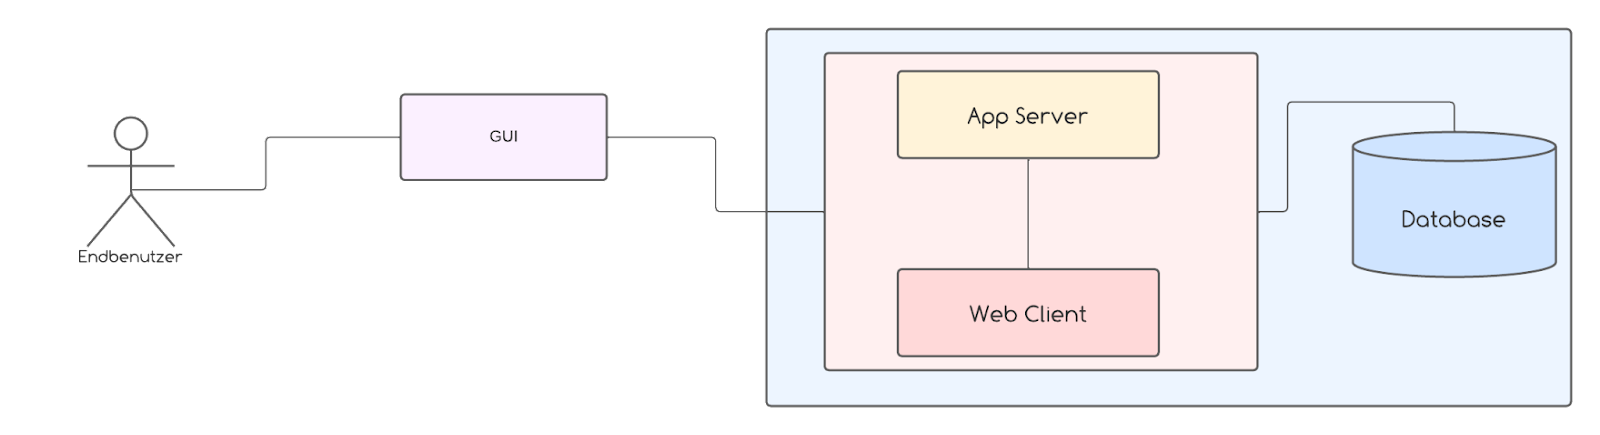 Endbenutzer
GUI
App Server
Web Client
Database